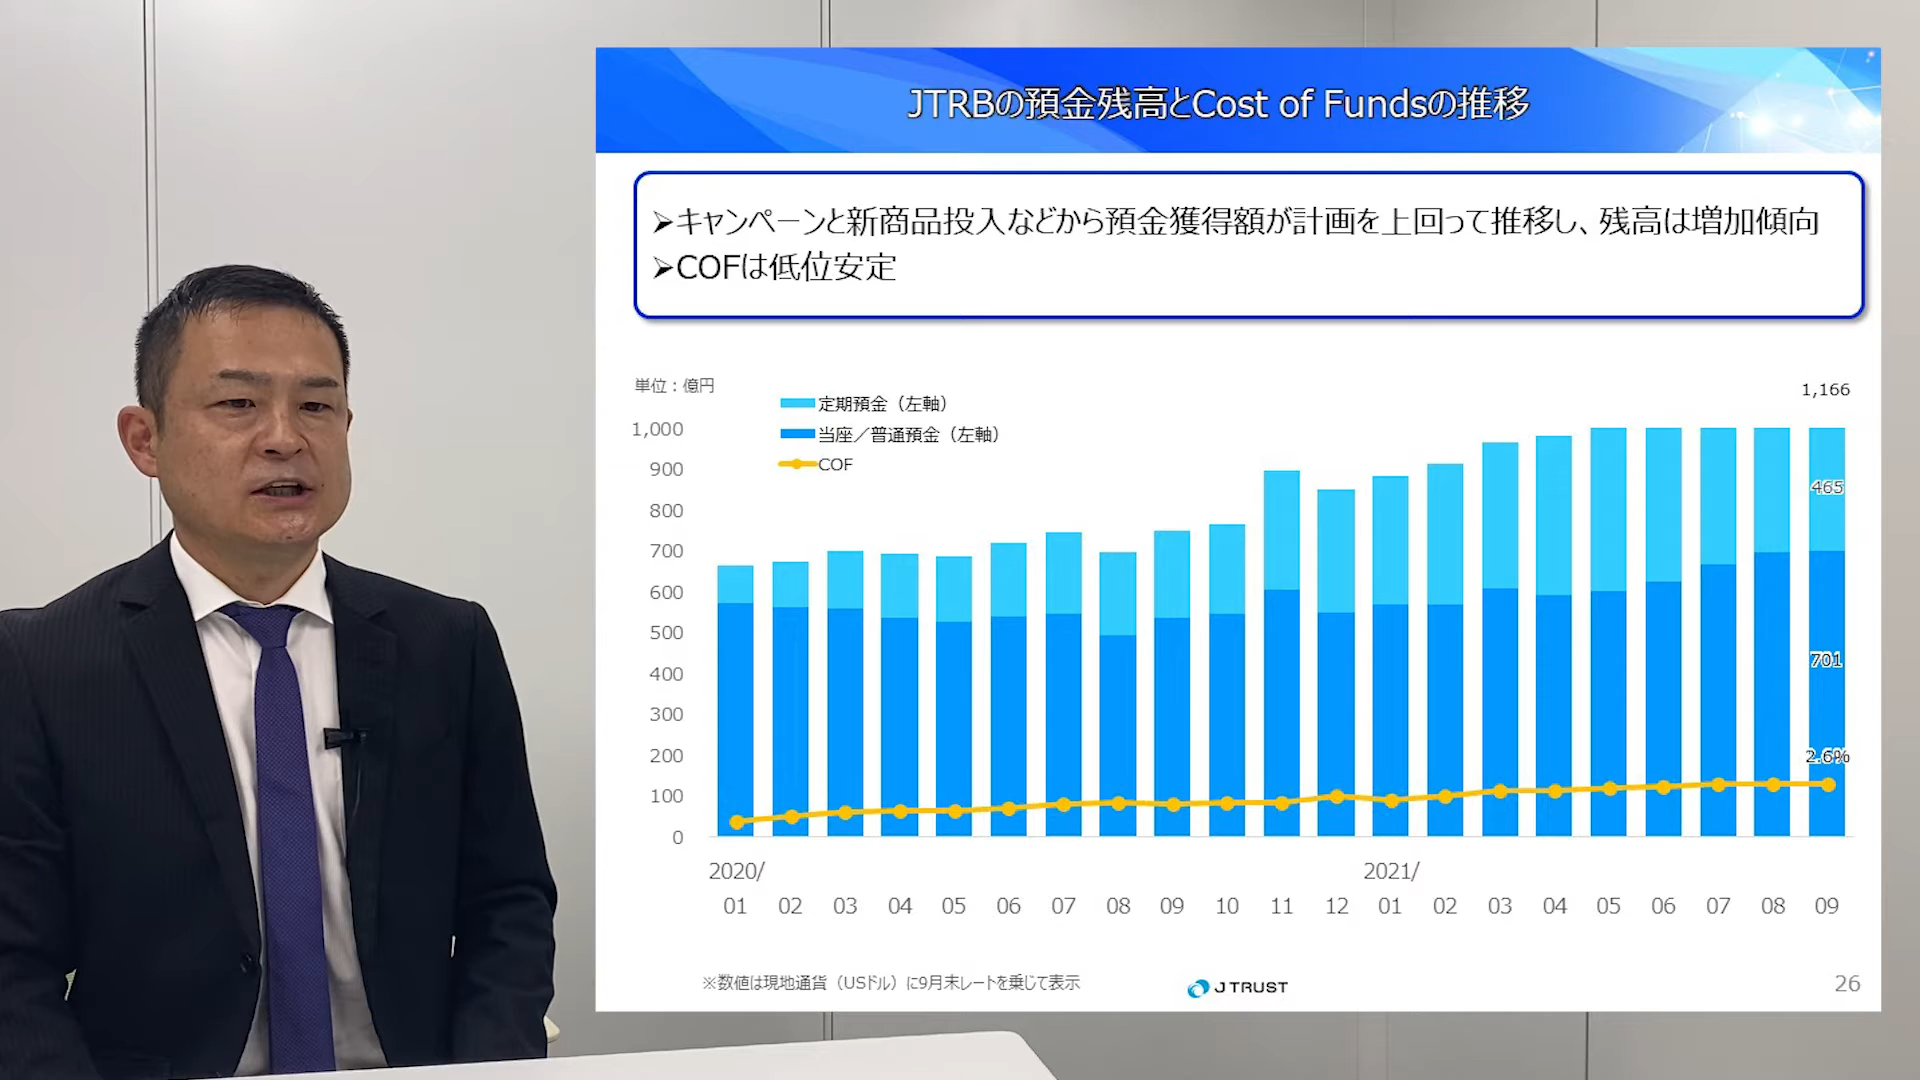 JTRBの預金残高とCost of Fundsの推移
➢キャンペーンと新商品投入などから預金獲得額が計画を上回って推移し、残高は増加傾向
➢COFは低位安定
単位：億円
定期預金（左軸）
当座／普通預金（左軸）
COF
1,166
1,000
900
800
700
600
500
400
300
200
100
0
465
701
2.6%
2020/ 2021/
01 02 03 04 05 06 07 08 09 10 11 12 01 02 03 04 05 06 07 08 09
※数値は現地通貨（USドル）に9月末レートを乗じて表示
J TRUST
26